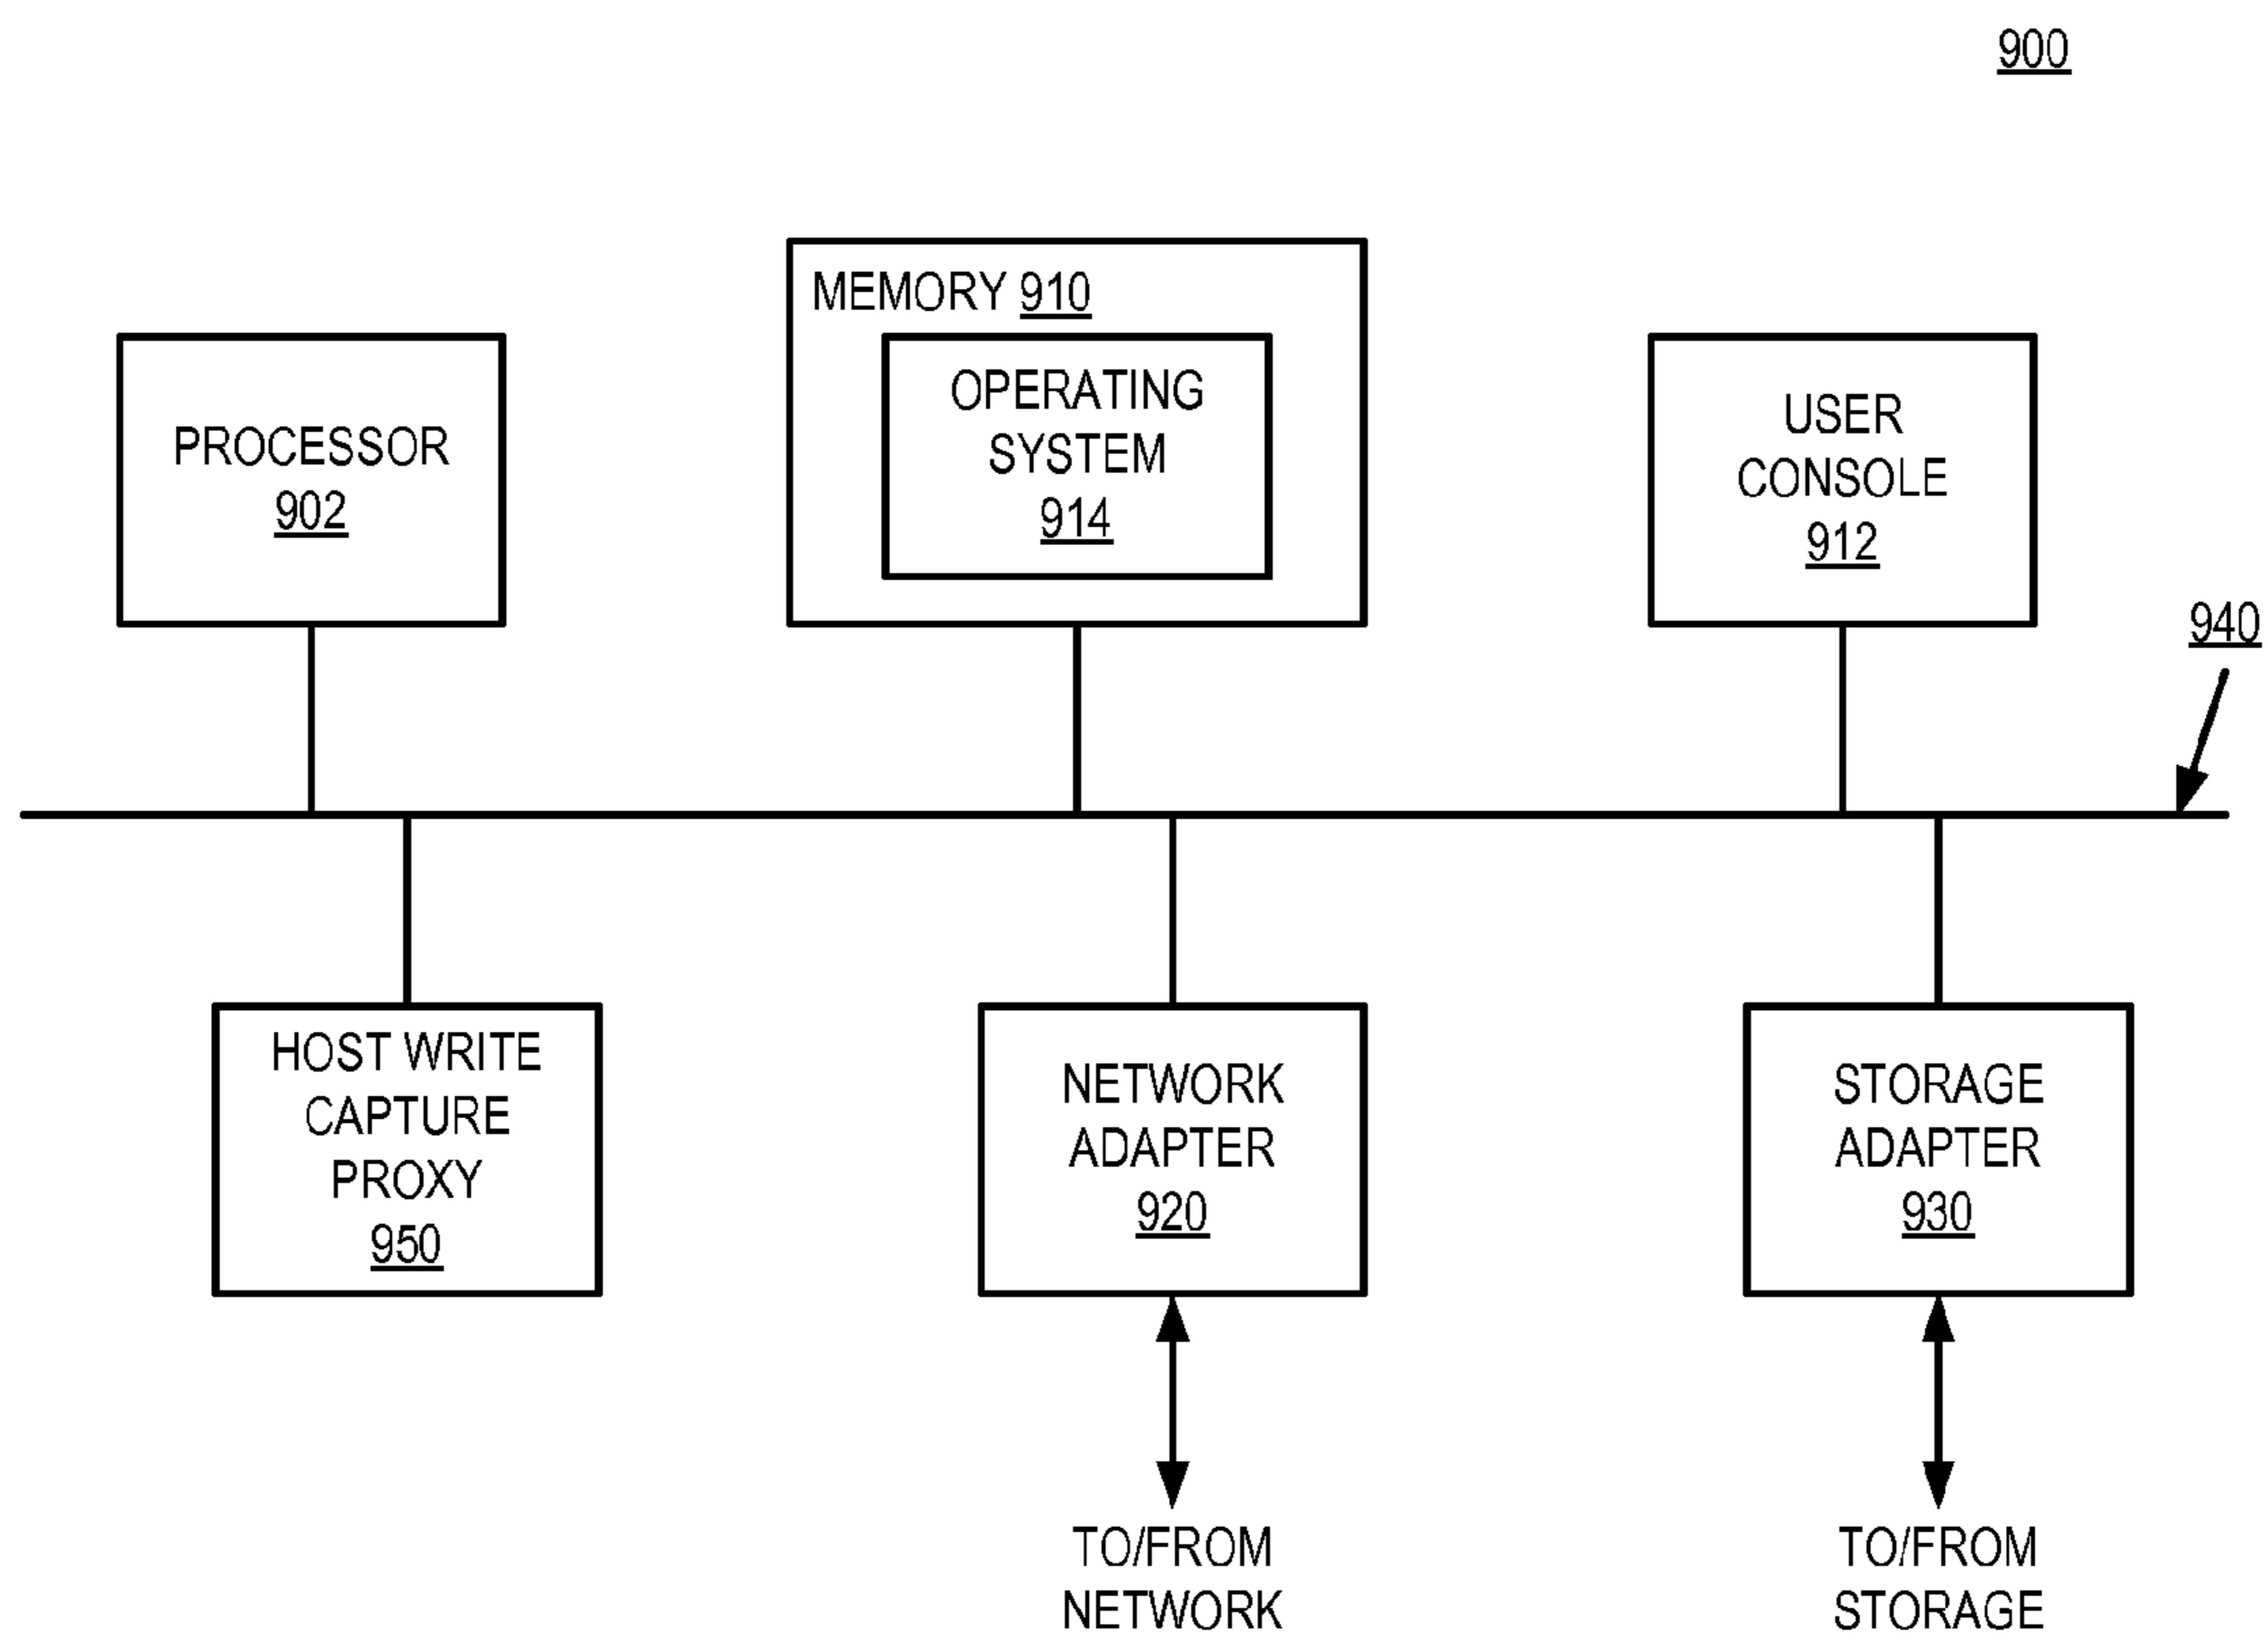 900
MEMORY 910
OPERATING
SYSTEM
914
PROCESSOR
902
USER
CONSOLE
912
940
HOST WRITE
CAPTURE
PROXY
950
NETWORK
ADAPTER
920
STORAGE
ADAPTER
930
TO/FROM
NETWORK
TO/FROM
STORAGE